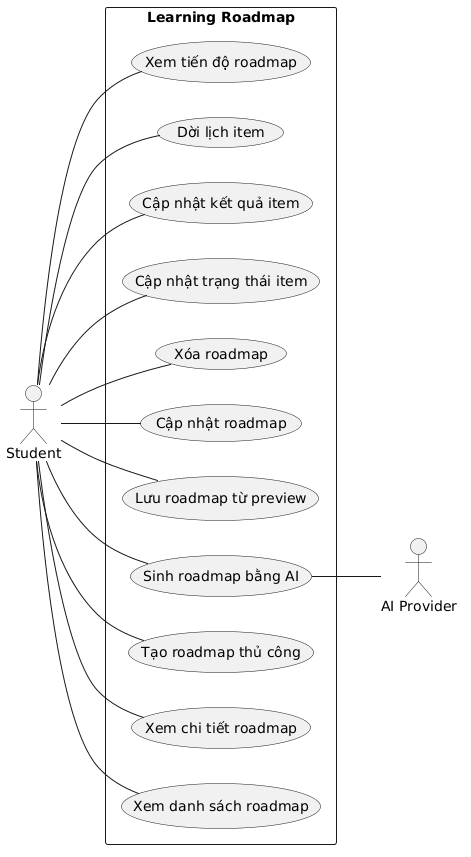 Learning Roadmap
Xem tiến độ roadmap
Dời lịch item
Cập nhật kết quả item
Cập nhật trạng thái item
Xóa roadmap
Cập nhật roadmap
Student
Lưu roadmap từ preview
Sinh roadmap bằng AI
AI Provider
Tạo roadmap thủ công
Xem chi tiết roadmap
Xem danh sách roadmap